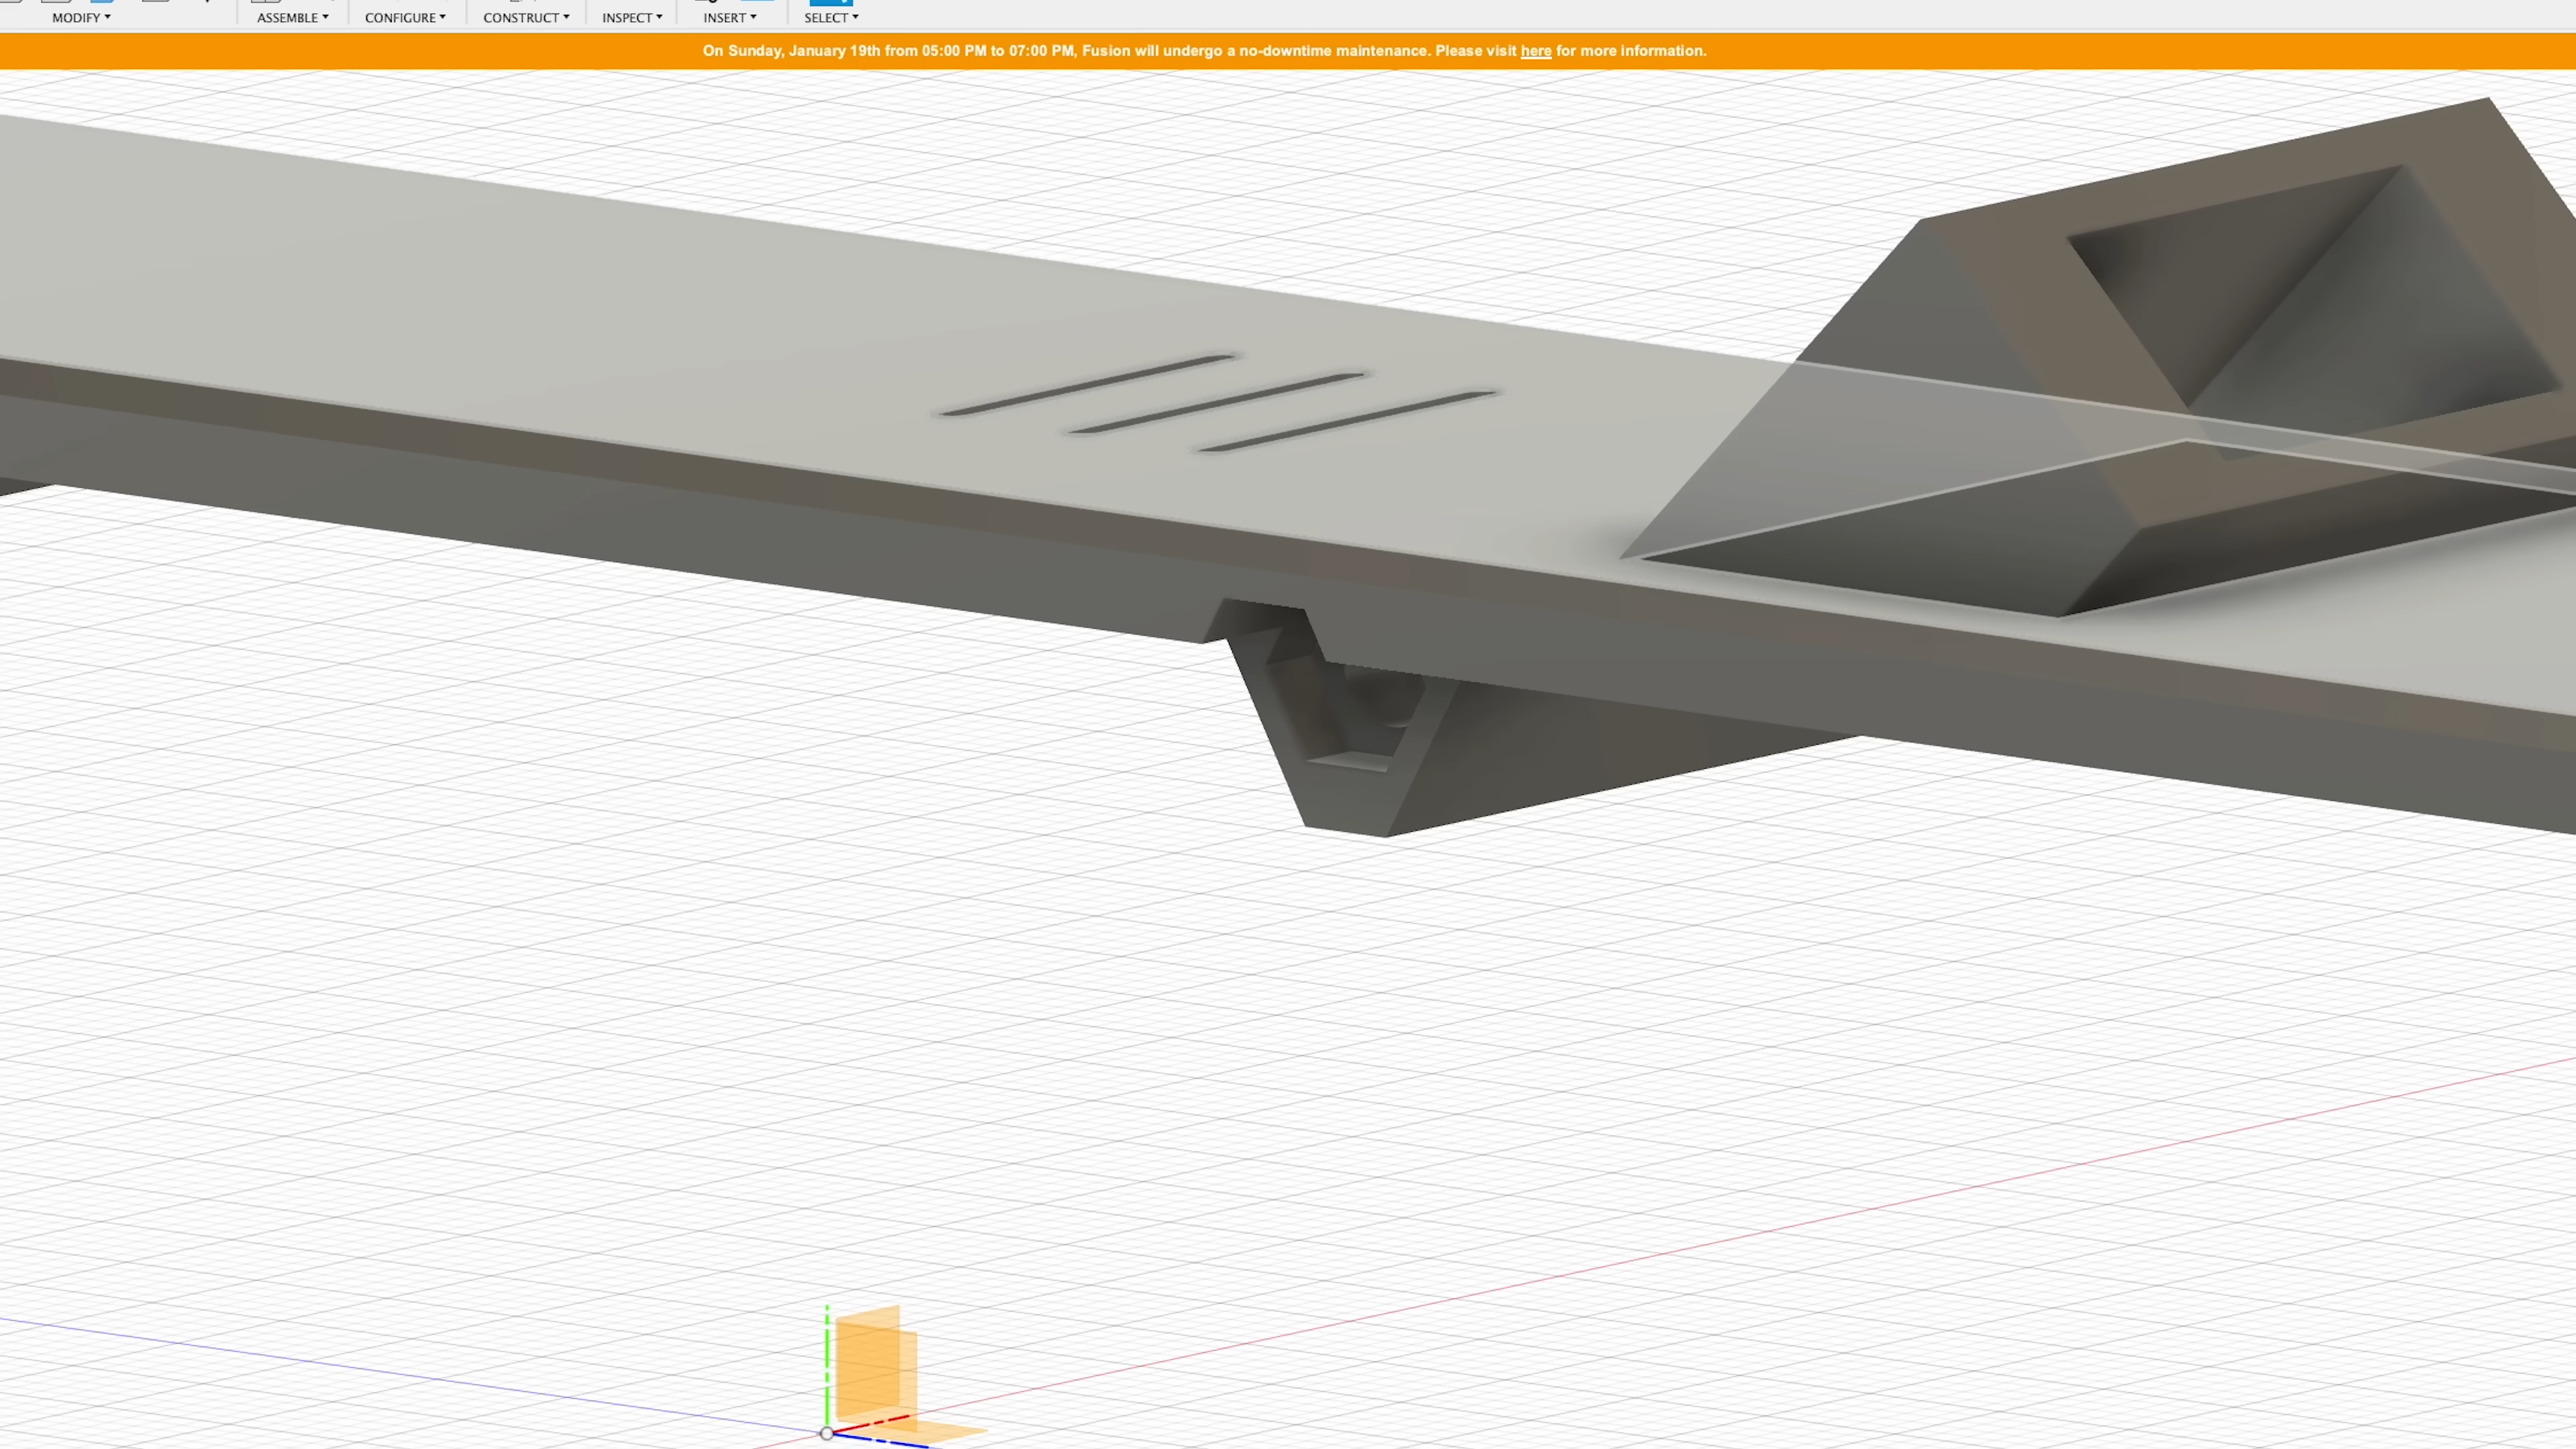 MODIFY ASSEMBLE CONFIGURE CONSTRUCT INSPECT INSERT SELECT
On Sunday, January 19th from 05:00 PM to 07:00 PM, Fusion will undergo a no-downtime maintenance. Please visit here for more information.